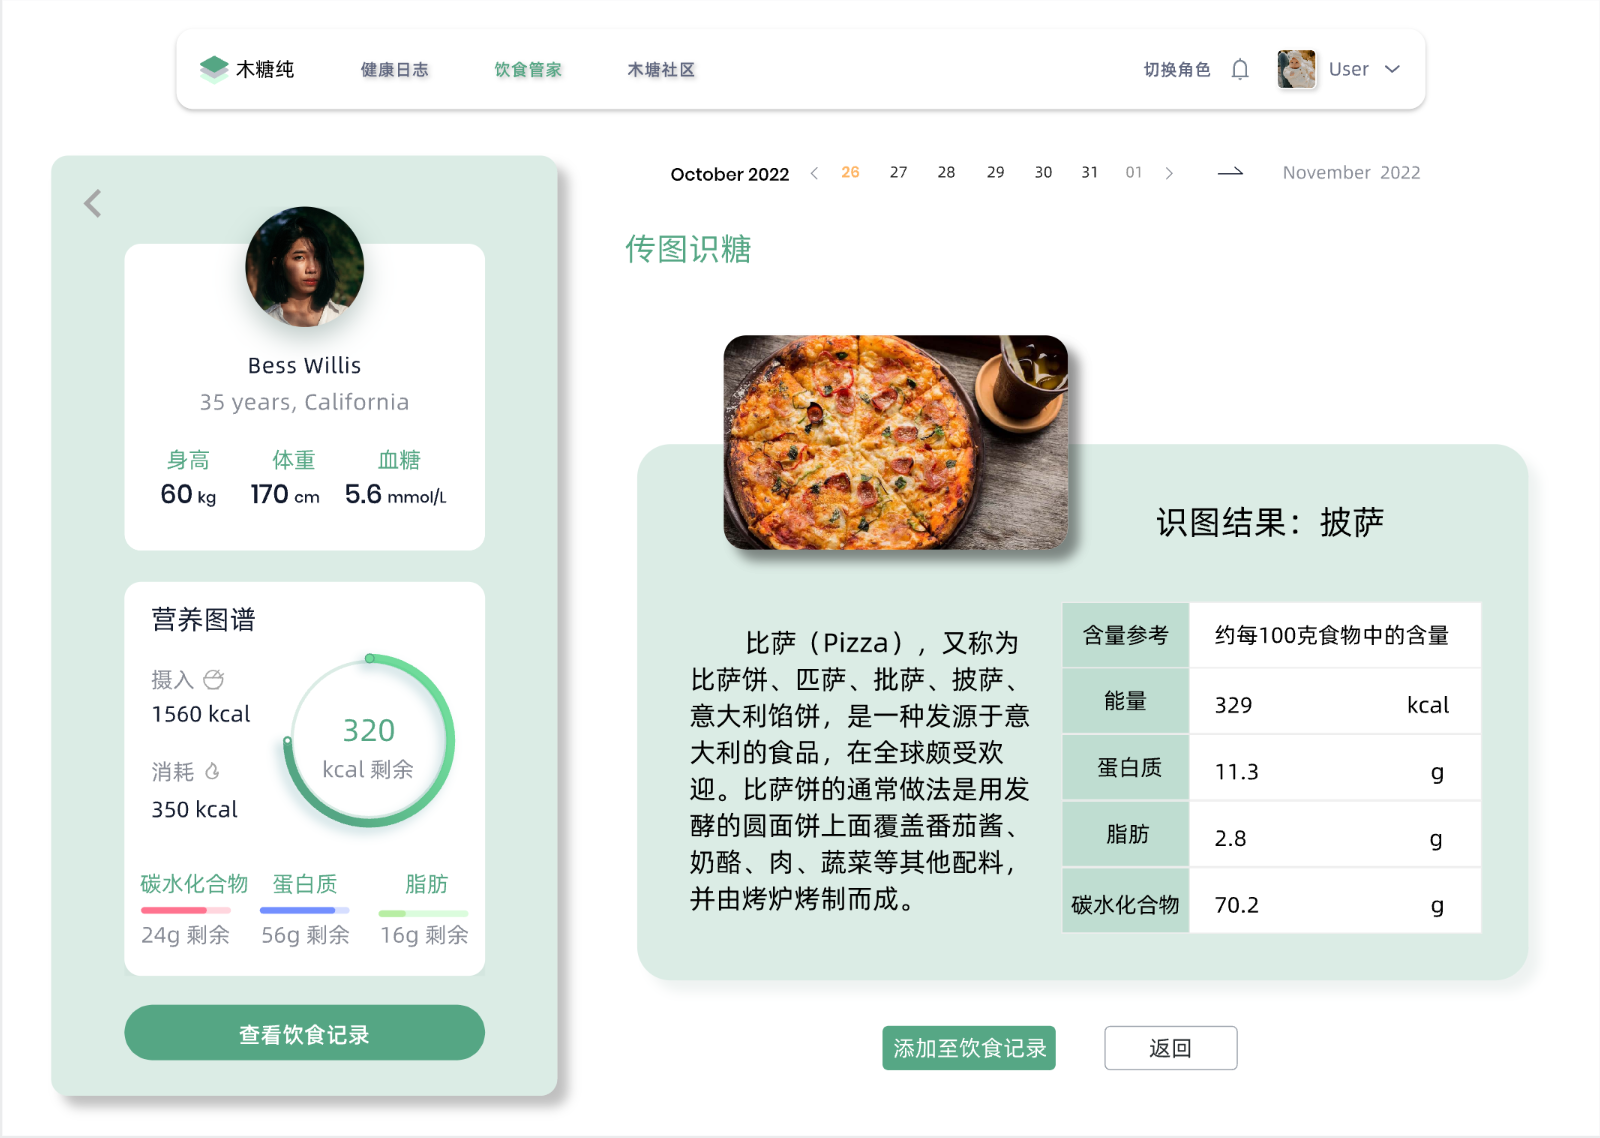 木糖纯
健康日志
饮食管家
木塘社区
切换角色
User
October 2022
26 27 28 29 30 31 01
November 2022
Bess Willis
35 years, California
身高 体重 血糖
60 kg 170 cm 5.6 mmol/L
营养图谱
摄入
1560 kcal
消耗
350 kcal
320
kcal 剩余
碳水化合物 蛋白质 脂肪
24g 剩余 56g 剩余 16g 剩余
查看饮食记录
传图识糖
识图结果：披萨
比萨（Pizza），又称为
比萨饼、匹萨、批萨、披萨、
意大利馅饼，是一种发源于意
大利的食品，在全球颇受欢
迎。比萨饼的通常做法是用发
酵的圆面饼上面覆盖番茄酱、
奶酪、肉、蔬菜等其他配料，
并由烤炉烤制而成。
含量参考 约每100克食物中的含量
能量 329 kcal
蛋白质 11.3 g
脂肪 2.8 g
碳水化合物 70.2 g
添加至饮食记录
返回